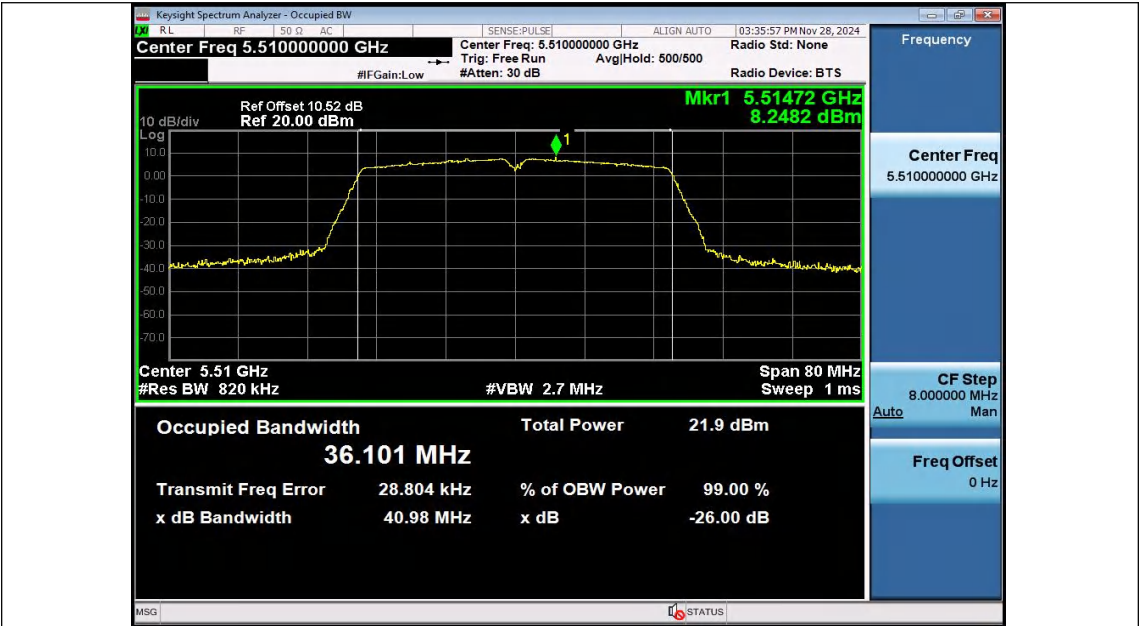 Keysight Spectrum Analyzer - Occupied BW
LXI RL RF 50 Ω AC SENSE:PULSE ALIGN AUTO 03:35:57 PM Nov 28, 2024
Center Freq 5.510000000 GHz Center Freq: 5.510000000 GHz Radio Std: None
Trig: Free Run Avg|Hold: 500/500
#IFGain:Low #Atten: 30 dB Radio Device: BTS
Mkr1 5.51472 GHz
8.2482 dBm
Ref Offset 10.52 dB
10 dB/div Ref 20.00 dBm
Log
1
10.0
0.00
-10.0
-20.0
-30.0
-40.0
-50.0
-60.0
-70.0
Center 5.51 GHz Span 80 MHz
#Res BW 820 kHz #VBW 2.7 MHz Sweep 1 ms
Occupied Bandwidth Total Power 21.9 dBm
36.101 MHz
Transmit Freq Error 28.804 kHz % of OBW Power 99.00 %
x dB Bandwidth 40.98 MHz x dB -26.00 dB
MSG STATUS
Frequency
Center Freq
5.510000000 GHz
CF Step
8.000000 MHz
Auto Man
Freq Offset
0 Hz